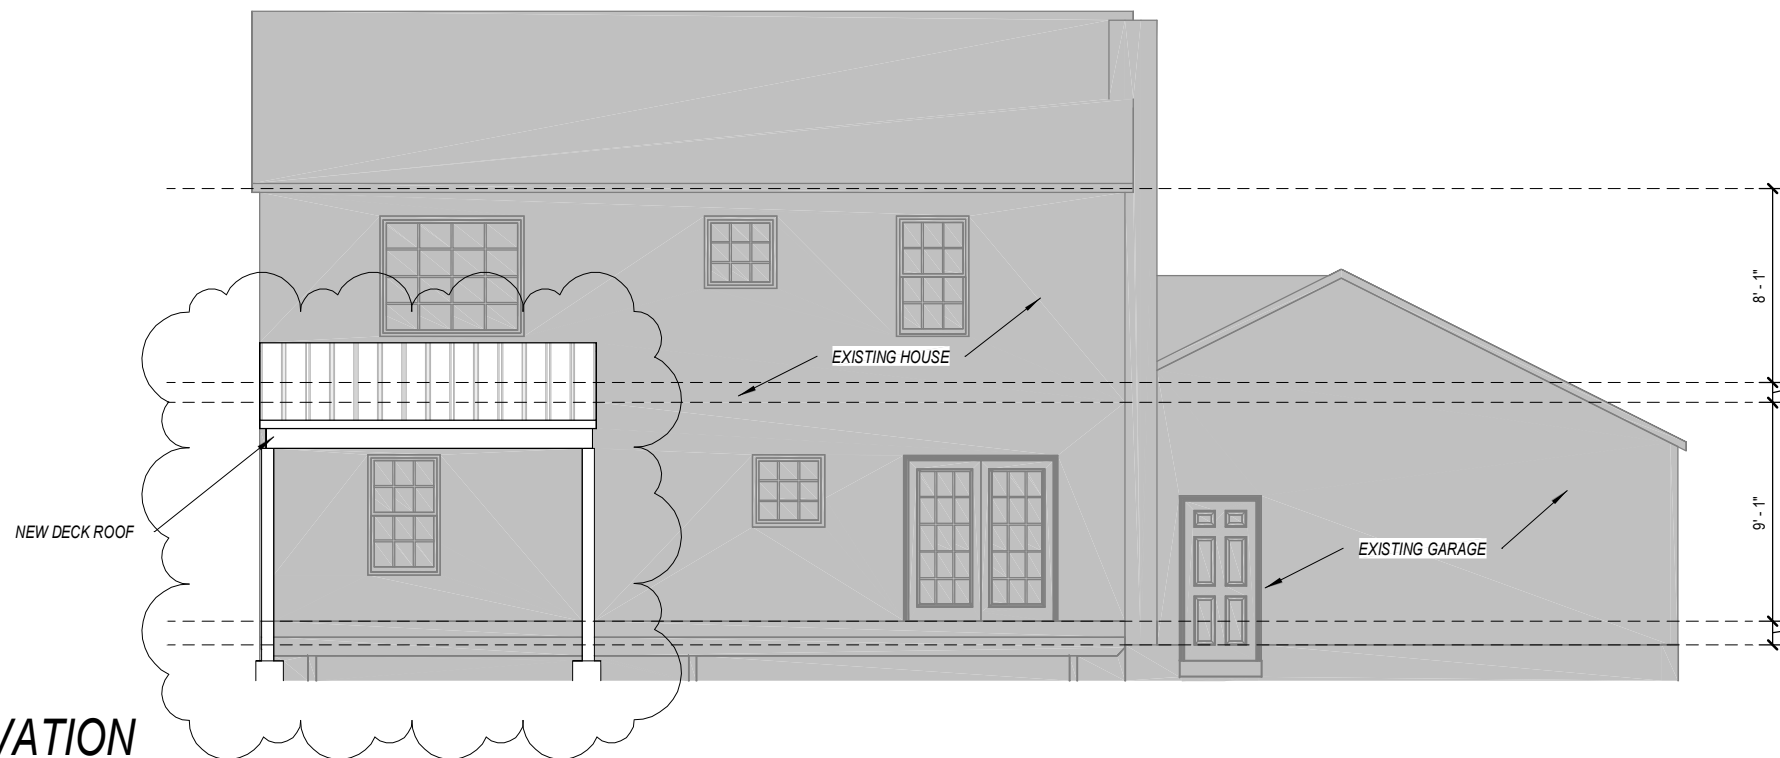 8' - 1"
EXISTING HOUSE
9' - 1"
NEW DECK ROOF
EXISTING GARAGE
VATION